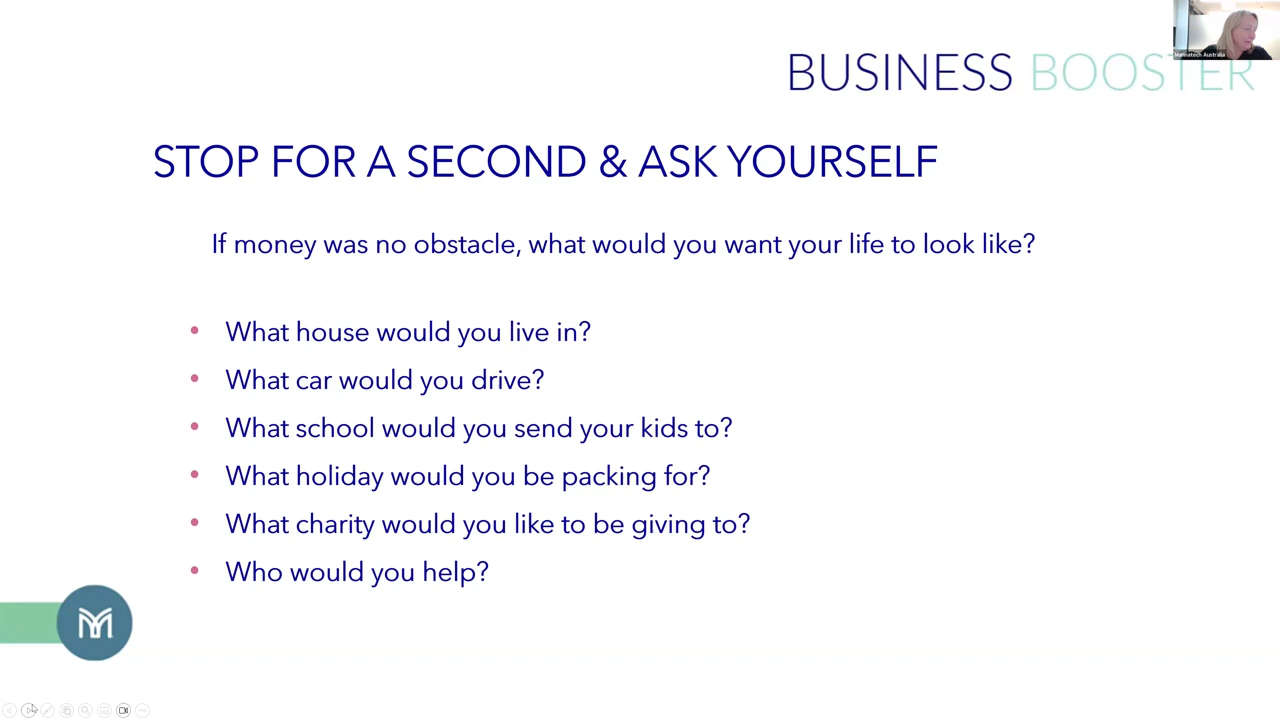 Mannatech Australia
BUSINESS BOOSTER
STOP FOR A SECOND & ASK YOURSELF
If money was no obstacle, what would you want your life to look like?
• What house would you live in?
• What car would you drive?
• What school would you send your kids to?
• What holiday would you be packing for?
• What charity would you like to be giving to?
• Who would you help?